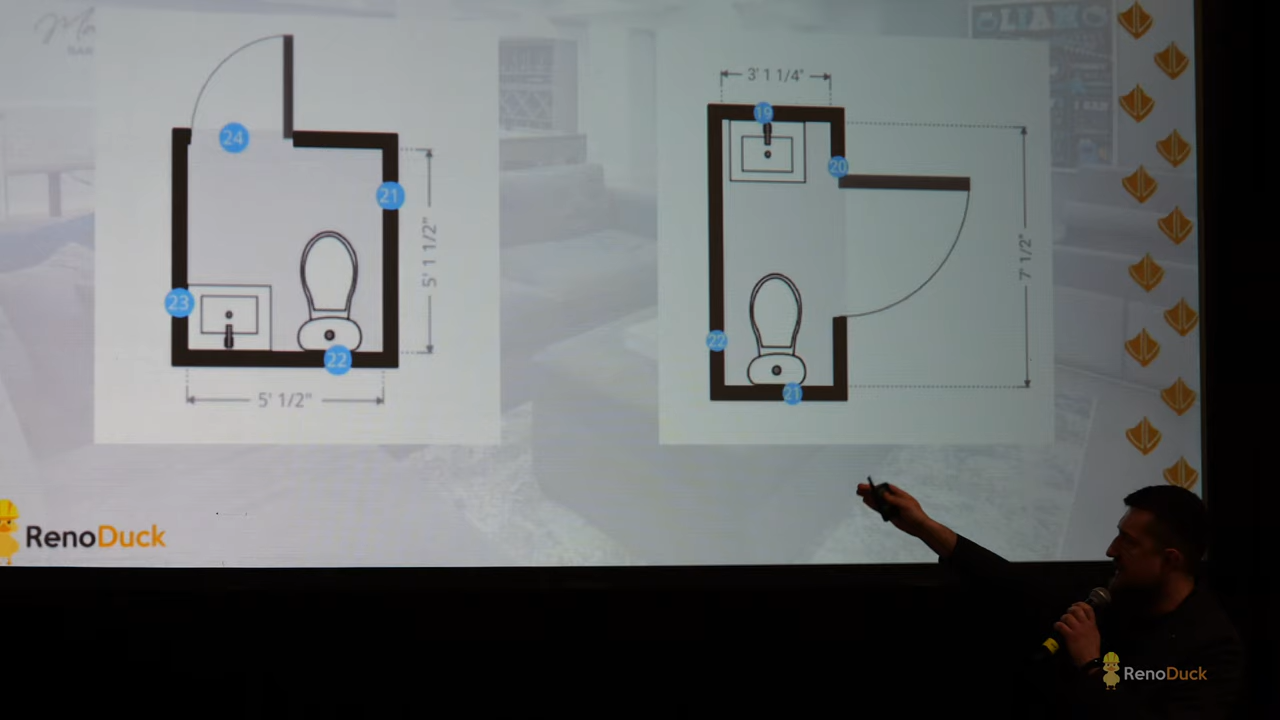 LIAM
24
21
5' 1 1/2"
23
22
5' 1/2"
3' 1 1/4"
19
20
7' 1/2"
22
21
RenoDuck
RenoDuck